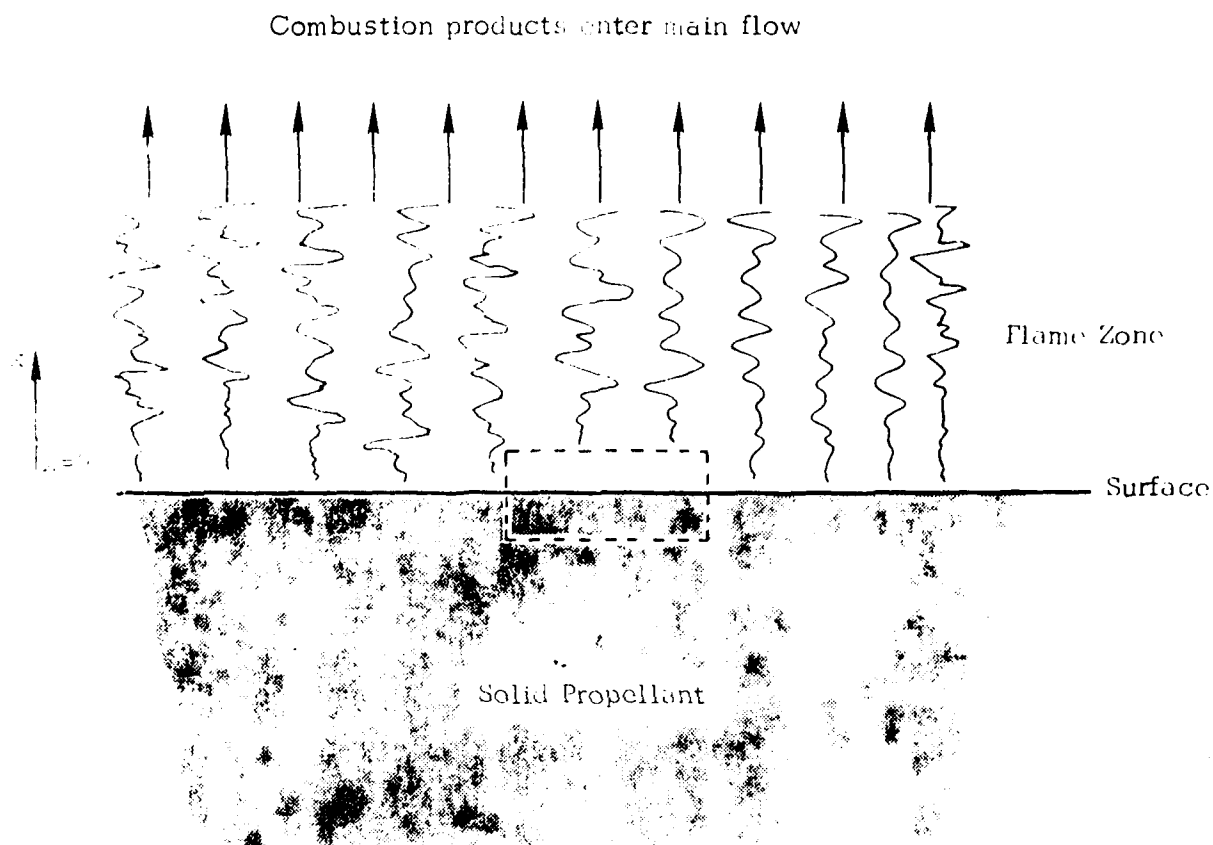 Combustion products enter main flow
Flame Zone
Surface
Solid Propellant